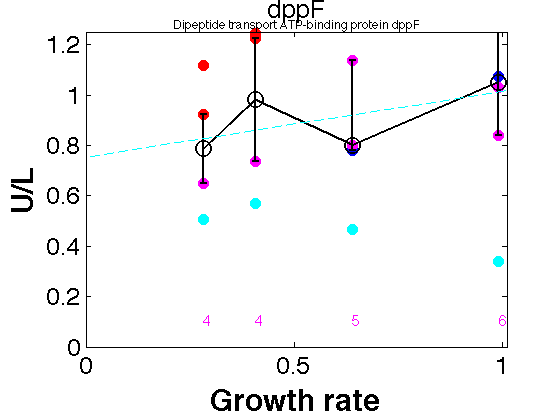 dppF
Dipeptide transport ATP-binding protein dppF
1.2
1
0.8
0.6
0.4
0.2
0
U/L
4 4 5 6
0 0.5 1
Growth rate